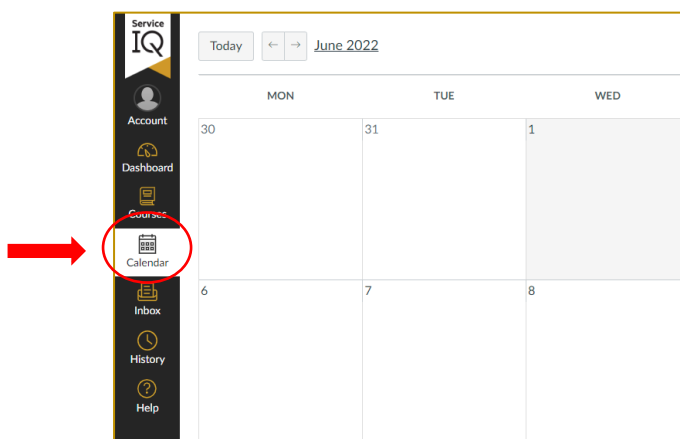 Service
IQ
Account
Dashboard
Courses
Calendar
Inbox
History
Help
Today ← → June 2022
MON TUE WED
30 31 1
6 7 8